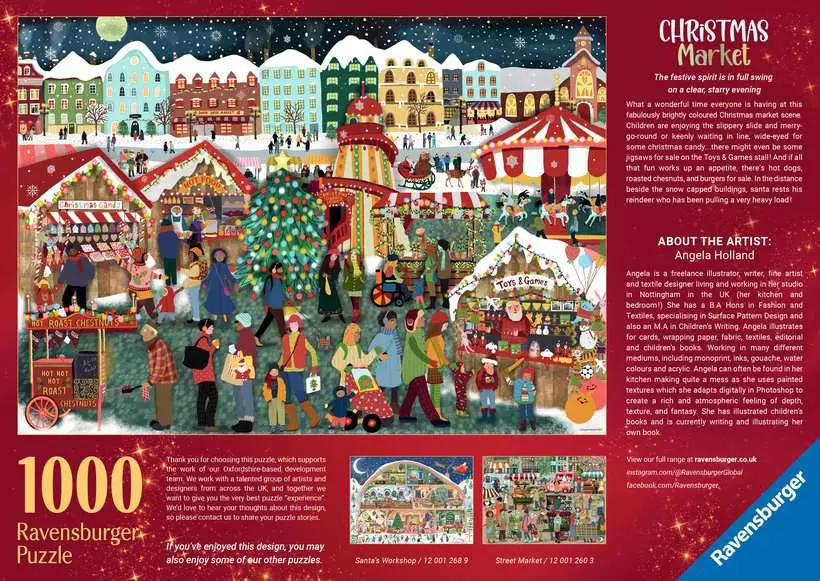 CHRISTMAS
Market
The festive spirit is in full swing
on a clear, starry evening
What a wonderful time everyone is having at this
fabulously brightly coloured Christmas market scene.
Children are enjoying the slippery slide and merry-
go-round or keenly waiting in line, wide-eyed for
some christmas candy...there might even be some
jigsaws for sale on the Toys & Games stall! And if all
that fun works up an appetite, there's hot dogs,
roasted chesnuts, and burgers for sale. In the distance
beside the snow capped buildings, santa rests his
reindeer who has been pulling a very heavy load!
ABOUT THE ARTIST:
Angela Holland
Angela is a freelance illustrator, writer, fine artist
and textile designer living and working in Her studio
in Nottingham in the UK (her kitchen and
bedroom!) She has a B.A Hons in Fashion and
Textiles, specialising in Surface Pattern Design and
also an M.A in Children's Writing. Angela illustrates
for cards, wrapping paper, fabric, textiles, editorial
and children's books. Working in many different
mediums, including monoprint, inks, gouache, water
colours and acrylic. Angela can often be found in her
kitchen making quite a mess as she uses painted
textures which she adapts digitally in Photoshop to
create a rich and atmospheric feeling of depth,
texture, and fantasy. She has illustrated children's
books and is currently writing and illustrating her
own book.
View our full range at ravensburger.co.uk
instagram.com/@RavensburgerGlobal
facebook.com/Ravensburger
Ravensburger
Christmas Candy
HOT FOOD
Toys & Games
HOT ROAST CHESTNUTS
HOT HOT
HOT
ROAST
CHESTNUTS
1000
Ravensburger
Puzzle
Thank you for choosing this puzzle, which supports
the work of our Oxfordshire-based development
team. We work with a talented group of artists and
designers from across the UK, and together we
want to give you the very best puzzle "experience".
We'd love to hear your thoughts about this design,
so please contact us to share your puzzle stories.
If you've enjoyed this design, you may
also enjoy some of our other puzzles.
Santa's Workshop / 12 001 268 9
Street Market / 12 001 260 3